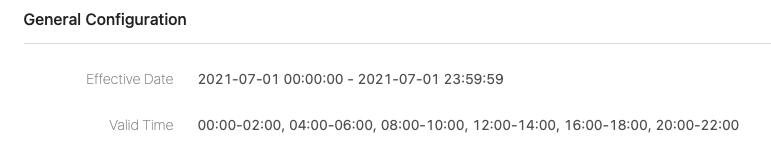 General Configuration
Effective Date 2021-07-01 00:00:00 - 2021-07-01 23:59:59
Valid Time 00:00-02:00, 04:00-06:00, 08:00-10:00, 12:00-14:00, 16:00-18:00, 20:00-22:00